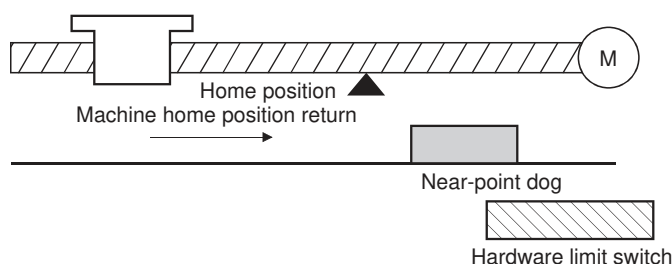 M
Home position
Machine home position return
Near-point dog
Hardware limit switch